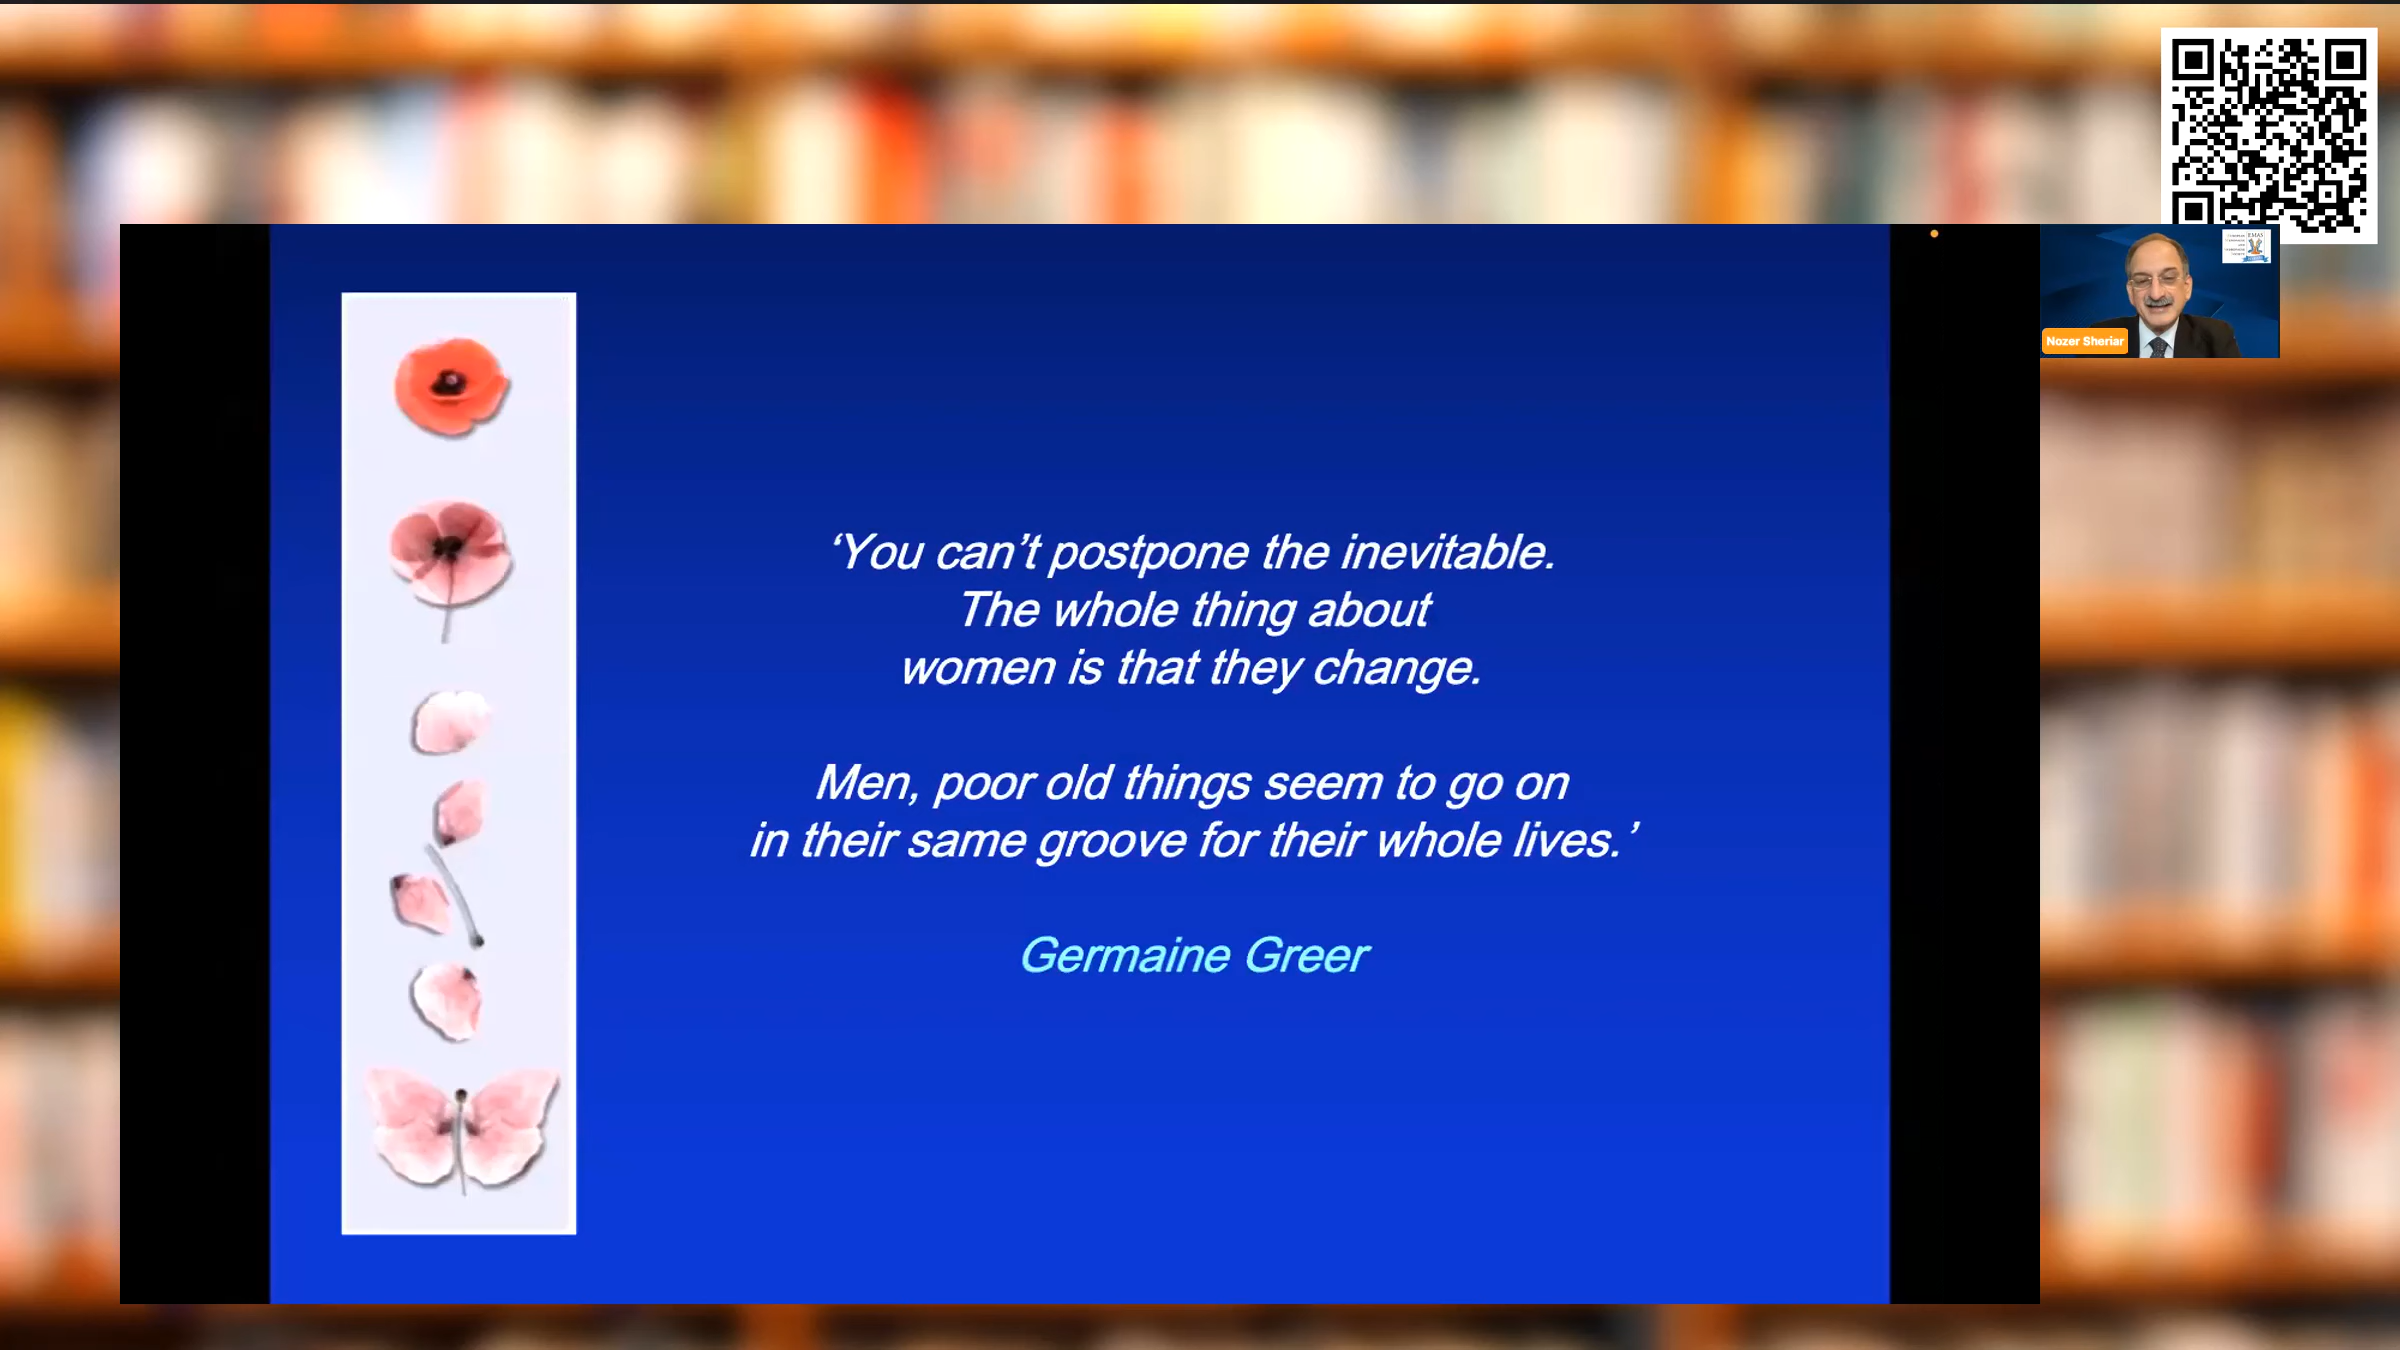 ‘You can’t postpone the inevitable.
The whole thing about
women is that they change.
Men, poor old things seem to go on
in their same groove for their whole lives.’
Germaine Greer
EMAS
Nozer Sheriar